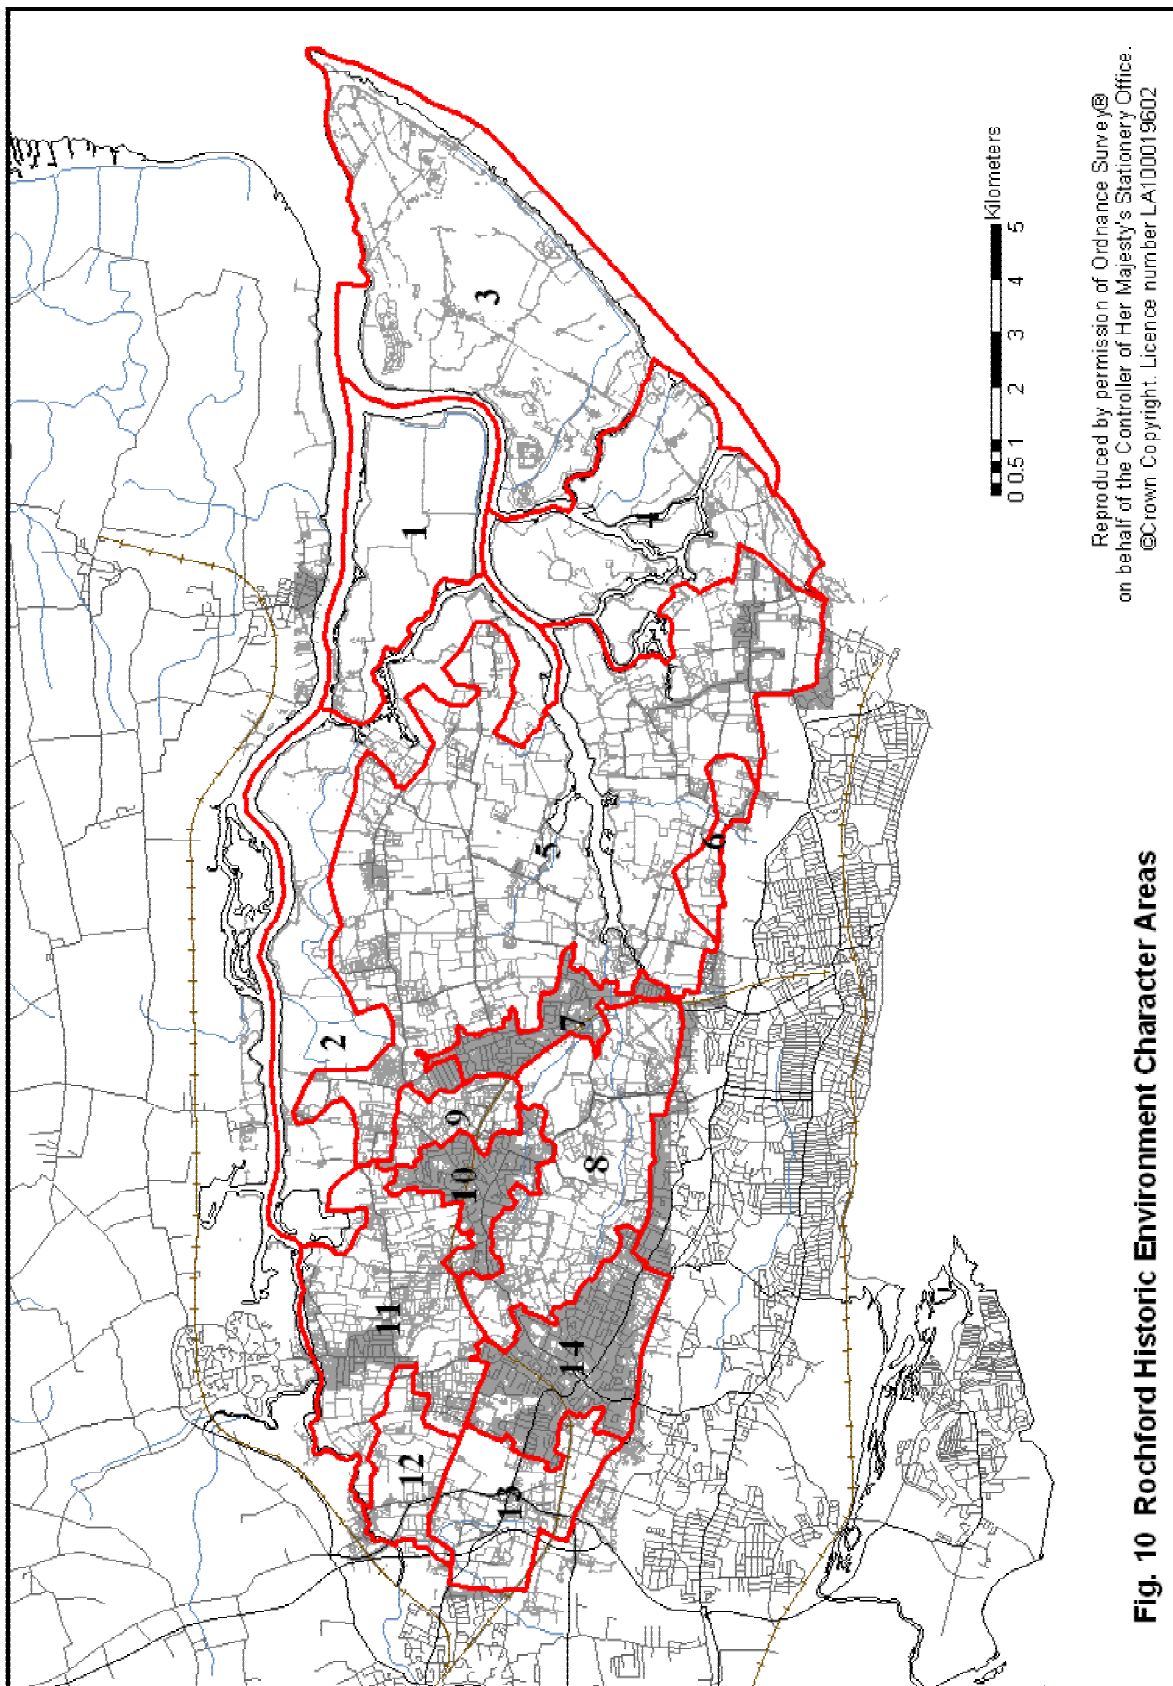 3
1
4
2
5
6
7
9
10
8
11
14
12
13
Kilometers
0 0.5 1 2 3 4 5
Reproduced by permission of Ordnance Survey®
on behalf of the Controller of Her Majesty's Stationery Office.
©Crown Copyright. Licence number LA100019602
Fig. 10 Rochford Historic Environment Character Areas